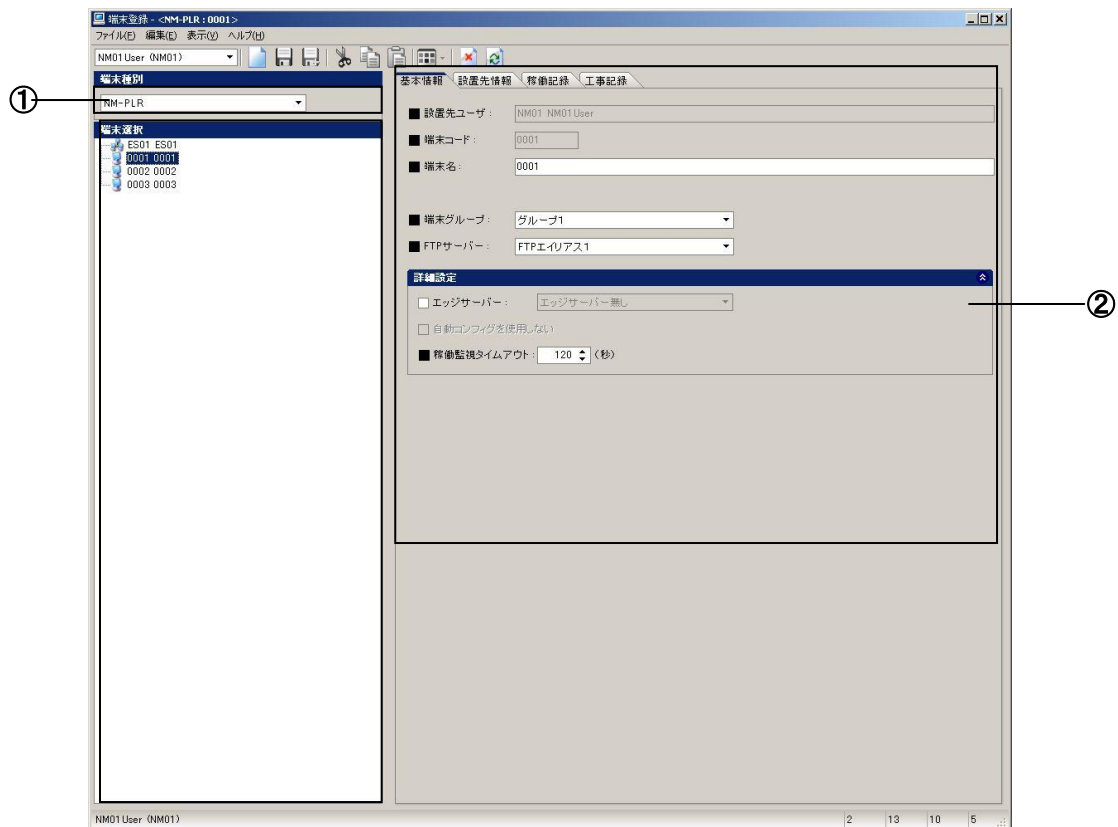 端末登録 - <NM-PLR : 0001>
ファイル(F) 編集(E) 表示(V) ヘルプ(H)
NM01User (NM01)
端末種別
①
NM-PLR
端末選択
ES01 ES01
0001 0001
0002 0002
0003 0003
基本情報 設置先情報 稼働記録 工事記録
■ 設置先ユーザ : NM01 NM01User
■ 端末コード : 0001
■ 端末名 : 0001
■ 端末グループ : グループ1
■ FTPサーバー : FTPエイリアス1
詳細設定
エッジサーバー : エッジサーバー無し
②
自動コンフィグを使用しない
■ 稼働監視タイムアウト : 120 (秒)
NM01User (NM01) 2 13 10 5